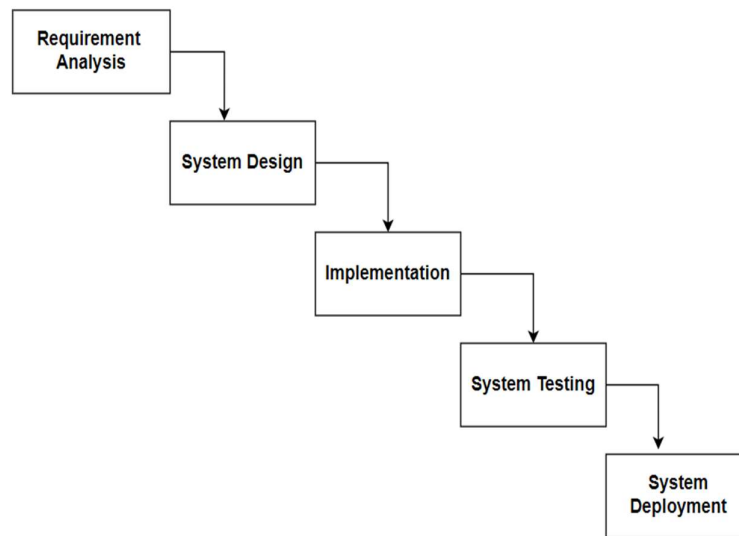 Requirement
Analysis
System Design
Implementation
System Testing
System
Deployment